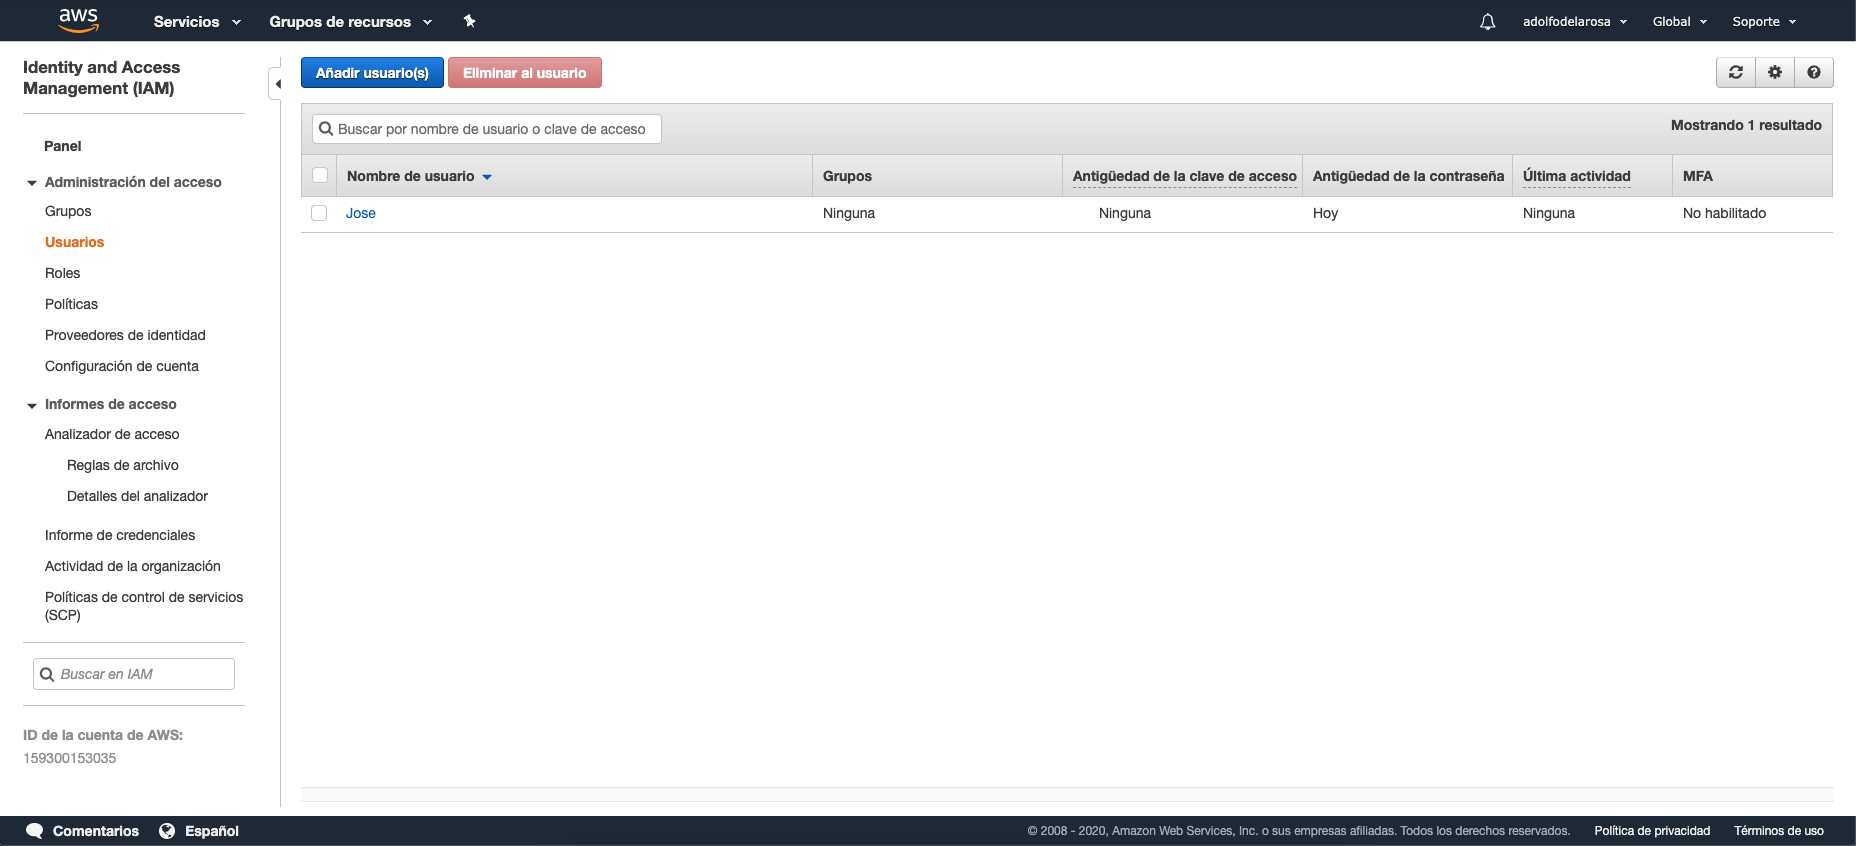 aws
Servicios
Grupos de recursos
adolfodelarosa
Global
Soporte
Identity and Access
Management (IAM)
Panel
Administración del acceso
Grupos
Usuarios
Roles
Políticas
Proveedores de identidad
Configuración de cuenta
Informes de acceso
Analizador de acceso
Reglas de archivo
Detalles del analizador
Informe de credenciales
Actividad de la organización
Políticas de control de servicios
(SCP)
Buscar en IAM
ID de la cuenta de AWS:
159300153035
Añadir usuario(s)
Eliminar al usuario
Buscar por nombre de usuario o clave de acceso
Mostrando 1 resultado
Nombre de usuario Grupos Antigüedad de la clave de acceso Antigüedad de la contraseña Última actividad MFA
Jose Ninguna Ninguna Hoy Ninguna No habilitado
Comentarios
Español
© 2008 - 2020, Amazon Web Services, Inc. o sus empresas afiliadas. Todos los derechos reservados.
Política de privacidad
Términos de uso